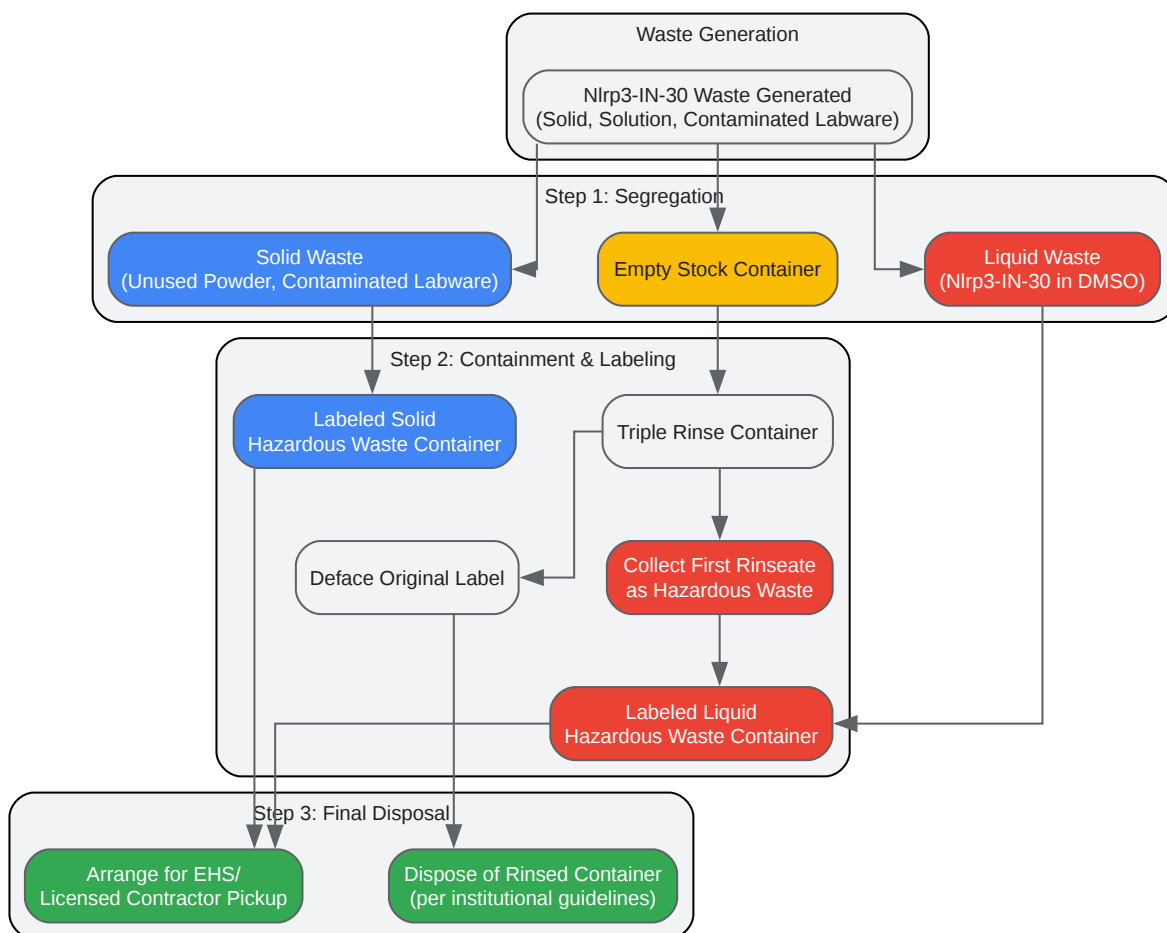 Waste Generation
Nlrp3-IN-30 Waste Generated
(Solid, Solution, Contaminated Labware)
Step 1: Segregation
Solid Waste
(Unused Powder, Contaminated Labware)
Empty Stock Container
Liquid Waste
(Nlrp3-IN-30 in DMSO)
Step 2: Containment & Labeling
Labeled Solid
Hazardous Waste Container
Triple Rinse Container
Deface Original Label
Collect First Rinseate
as Hazardous Waste
Labeled Liquid
Hazardous Waste Container
Step 3: Final Disposal
Arrange for EHS/
Licensed Contractor Pickup
Dispose of Rinsed Container
(per institutional guidelines)